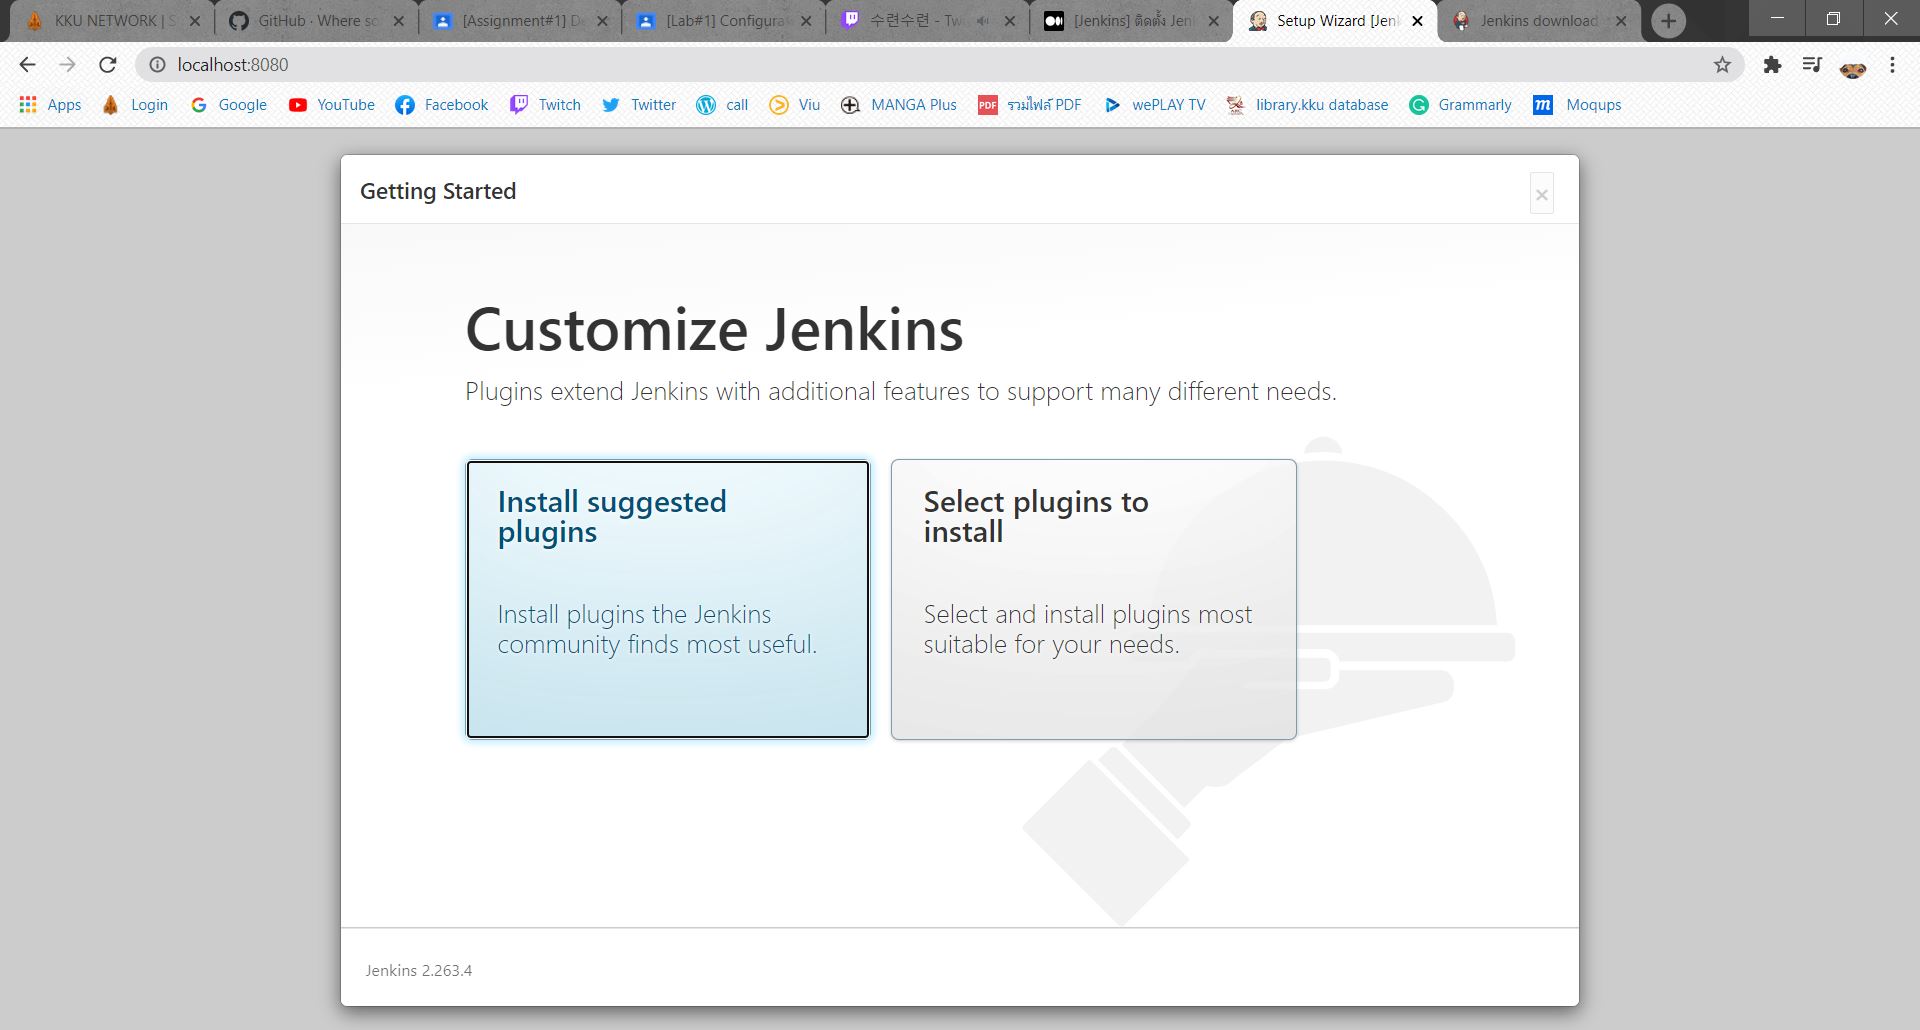 KKU NETWORK | S
GitHub · Where so
[Assignment#1] De
[Lab#1] Configura
수련수련 - Tw
[Jenkins] ติดตั้ง Jen
Setup Wizard [Jenk
Jenkins download
localhost:8080
Apps
Login
Google
YouTube
Facebook
Twitch
Twitter
call
Viu
MANGA Plus
PDF
รวมไฟล์ PDF
wePLAY TV
library.kku database
Grammarly
m
Moqups
Getting Started
Customize Jenkins
Plugins extend Jenkins with additional features to support many different needs.
Install suggested
plugins
Install plugins the Jenkins
community finds most useful.
Select plugins to
install
Select and install plugins most
suitable for your needs.
Jenkins 2.263.4